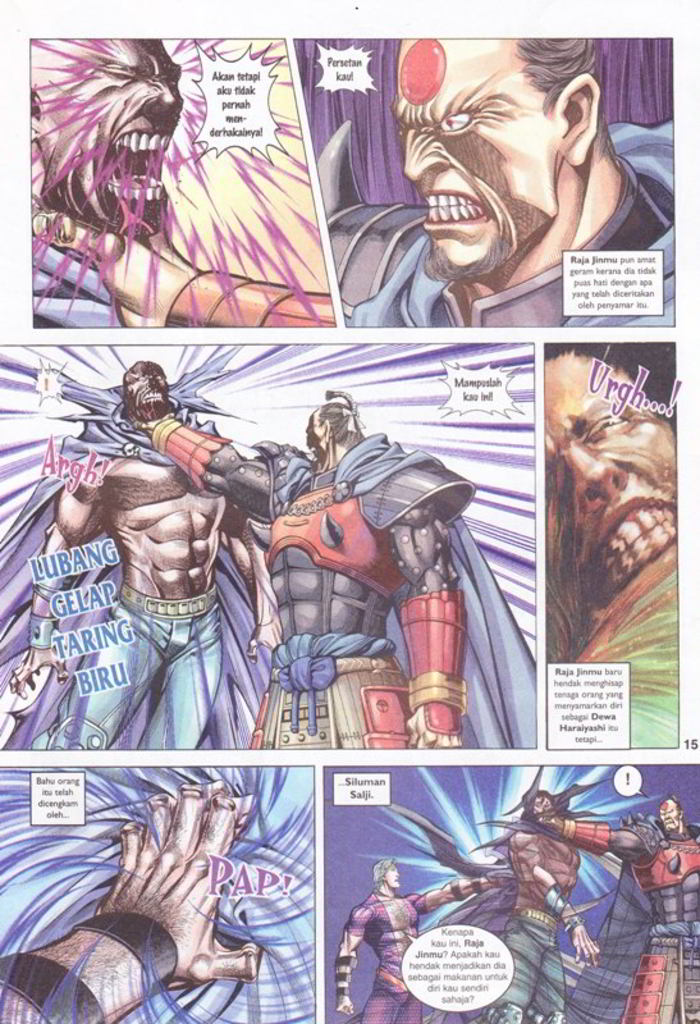 Akan tetapi
aku tidak
pernah
men-
derhakainya!
Persetan
kau!
Raja Jinmu pun amat
geram kerana dia tidak
puas hati dengan apa
yang telah diceritakan
oleh penyamar itu.
!
Mampuslah
kau ini!
Argh!
LUBANG
GELAP
TARING
BIRU
Urgh....!
Raja Jinmu baru
hendak menghisap
tenaga orang yang
menyamarkan diri
sebagai Dewa
Haraiyashi itu
tetapi...
15
Bahu orang
itu telah
dicengkam
oleh...
PAP!
...Siluman
Salji.
!
Kenapa
kau ini, Raja
Jinmu? Apakah kau
hendak menjadikan dia
sebagai makanan untuk
diri kau sendiri
sahaja?